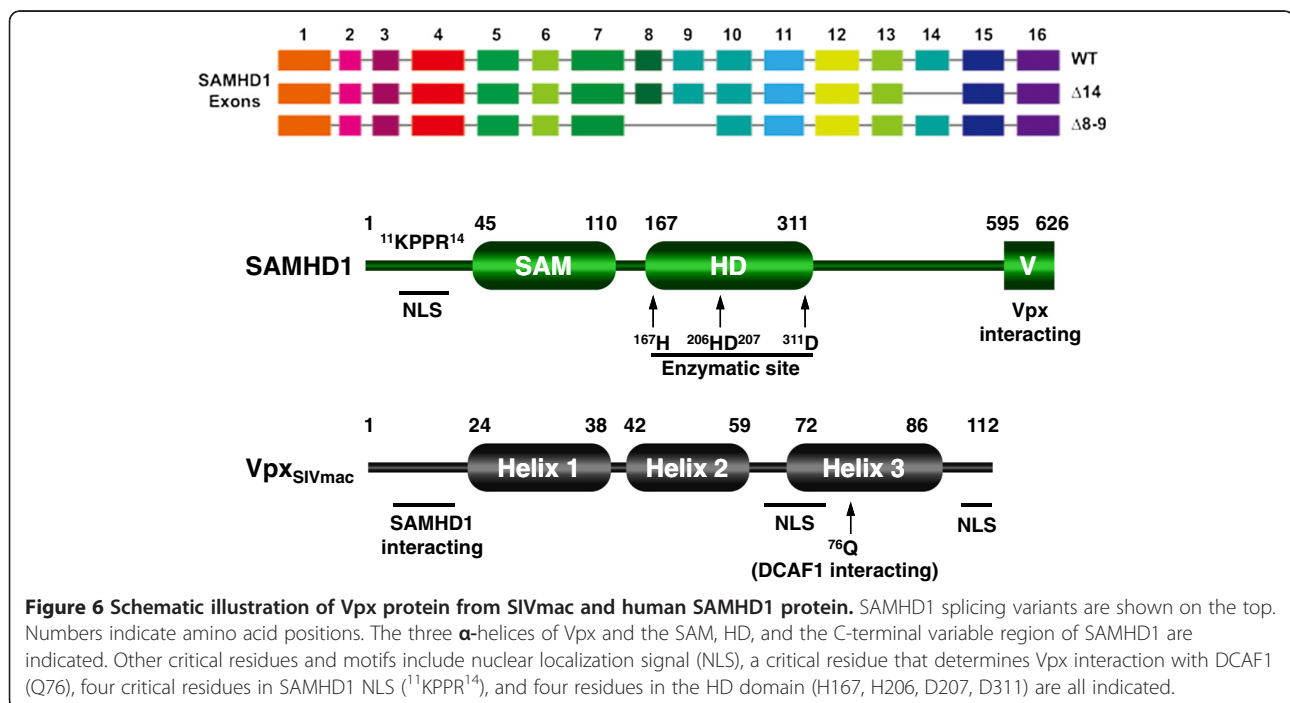 1 2 3 4 5 6 7 8 9 10 11 12 13 14 15 16
WT
SAMHD1
Exons
Δ14
Δ8-9
1 ¹¹KPPR¹⁴ 45 110 167 311 595 626
SAMHD1 SAM HD V
NLS
Vpx
interacting
¹⁶⁷H ²⁰⁶HD²⁰⁷ ³¹¹D
Enzymatic site
1 24 38 42 59 72 86 112
VpxSIVmac Helix 1 Helix 2 Helix 3
SAMHD1
interacting
NLS
NLS
⁷⁶Q
(DCAF1 interacting)
Figure 6 Schematic illustration of Vpx protein from SIVmac and human SAMHD1 protein. SAMHD1 splicing variants are shown on the top.
Numbers indicate amino acid positions. The three α-helices of Vpx and the SAM, HD, and the C-terminal variable region of SAMHD1 are
indicated. Other critical residues and motifs include nuclear localization signal (NLS), a critical residue that determines Vpx interaction with DCAF1
(Q76), four critical residues in SAMHD1 NLS (¹¹KPPR¹⁴), and four residues in the HD domain (H167, H206, D207, D311) are all indicated.